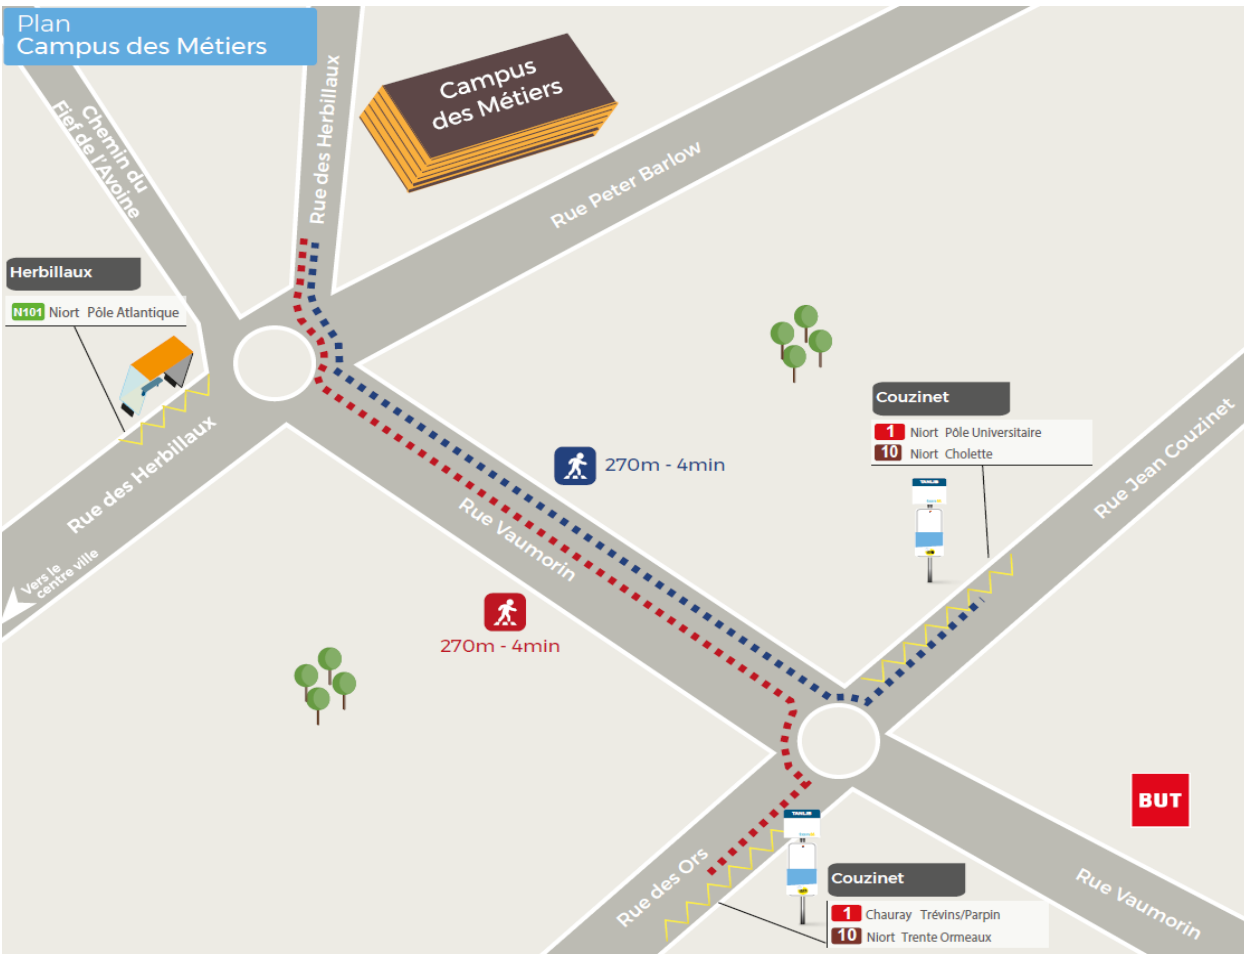 Plan
Campus des Métiers
Chemin du
Fief de l'Avoine
Rue des Herbillaux
Campus
des Métiers
Rue Peter Barlow
Herbillaux
N101 Niort Pôle Atlantique
Rue des Herbillaux
Vers le
centre ville
270m - 4min
Rue Vaumorin
270m - 4min
Couzinet
1 Niort Pôle Universitaire
10 Niort Cholette
Rue Jean Couzinet
TANLIB
BUT
TANLIB
Rue des Ors
Couzinet
1 Chauray Trévins/Parpin
10 Niort Trente Ormeaux
Rue Vaumorin